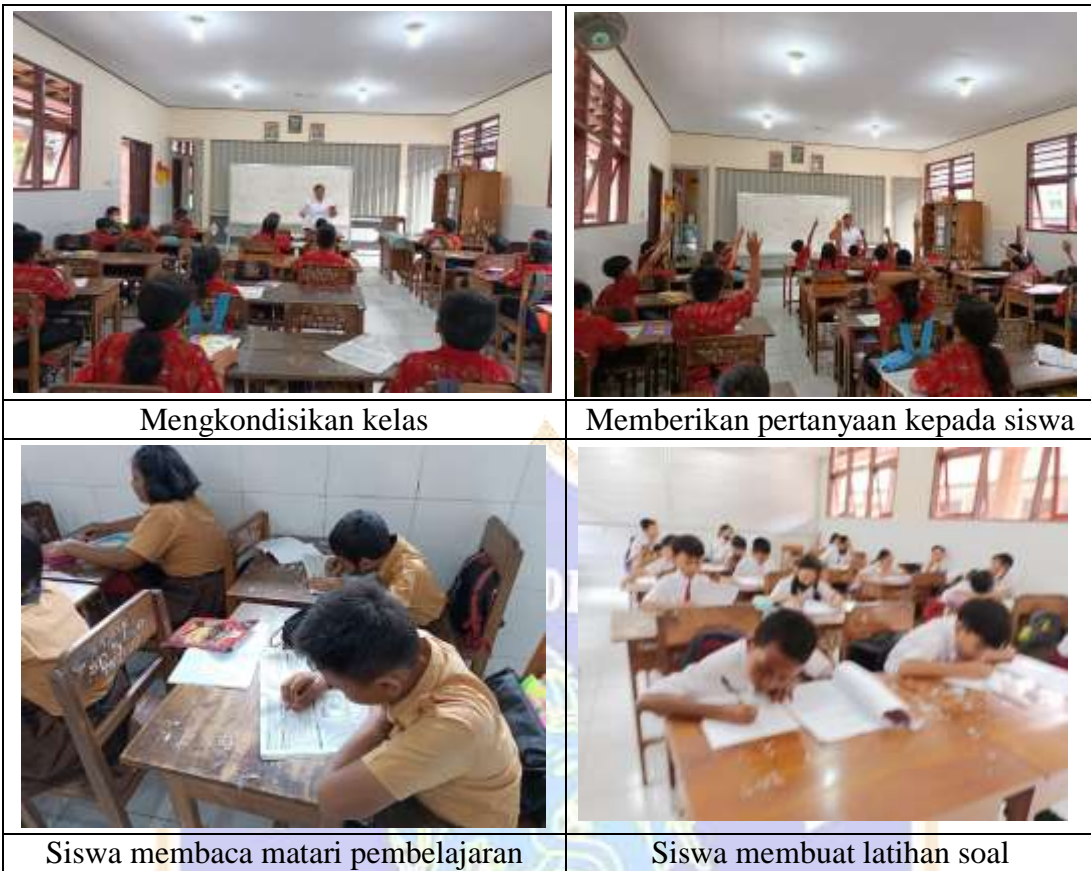 Mengkondisikan kelas
Memberikan pertanyaan kepada siswa
Siswa membaca matari pembelajaran
Siswa membuat latihan soal